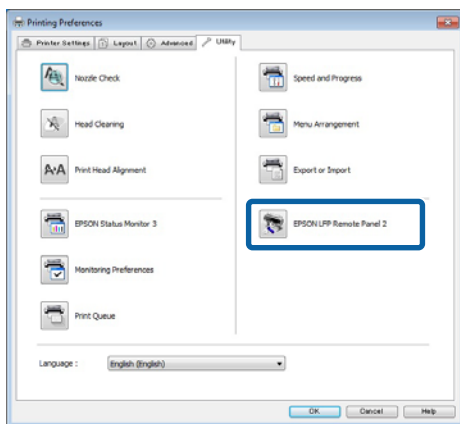 Printing Preferences
Printer Settings Layout Advanced Utility
Nozzle Check
Speed and Progress
Head Cleaning
Menu Arrangement
Print Head Alignment
Export or Import
EPSON Status Monitor 3
EPSON LFP Remote Panel 2
Monitoring Preferences
Print Queue
Language :
English (English)
OK Cancel Help